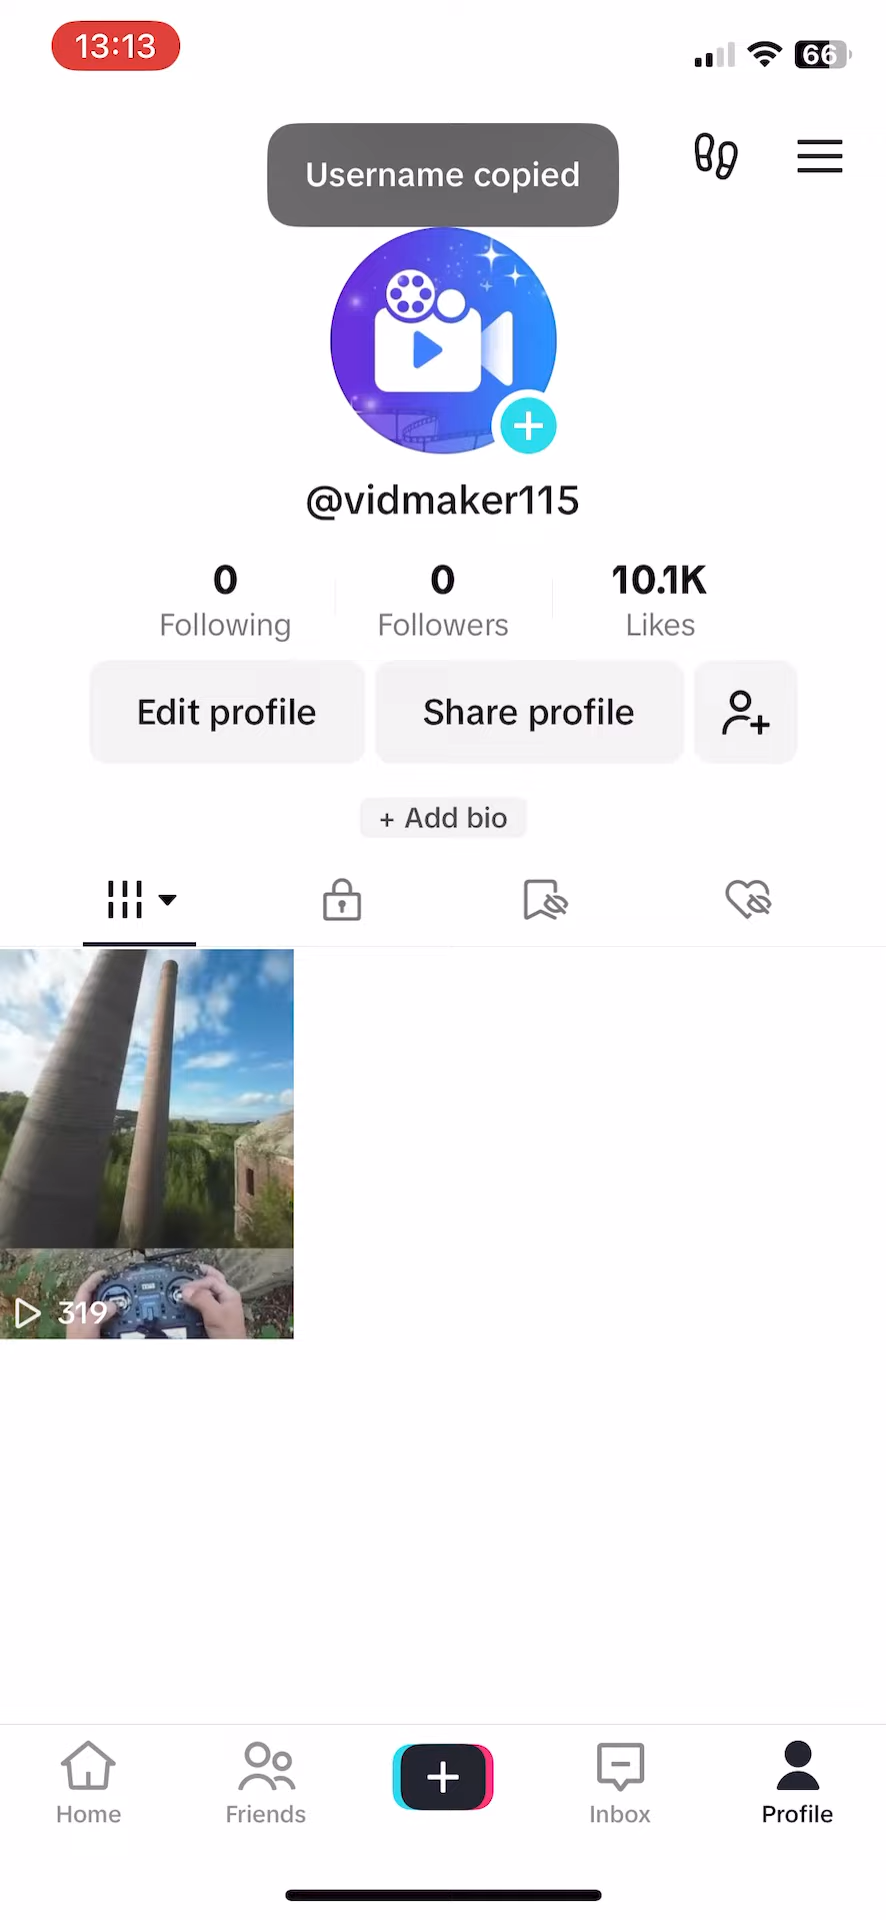 13:13
66
Username copied
@vidmaker115
0 0 10.1K
Following Followers Likes
Edit profile Share profile
+ Add bio
319
Home Friends Inbox Profile